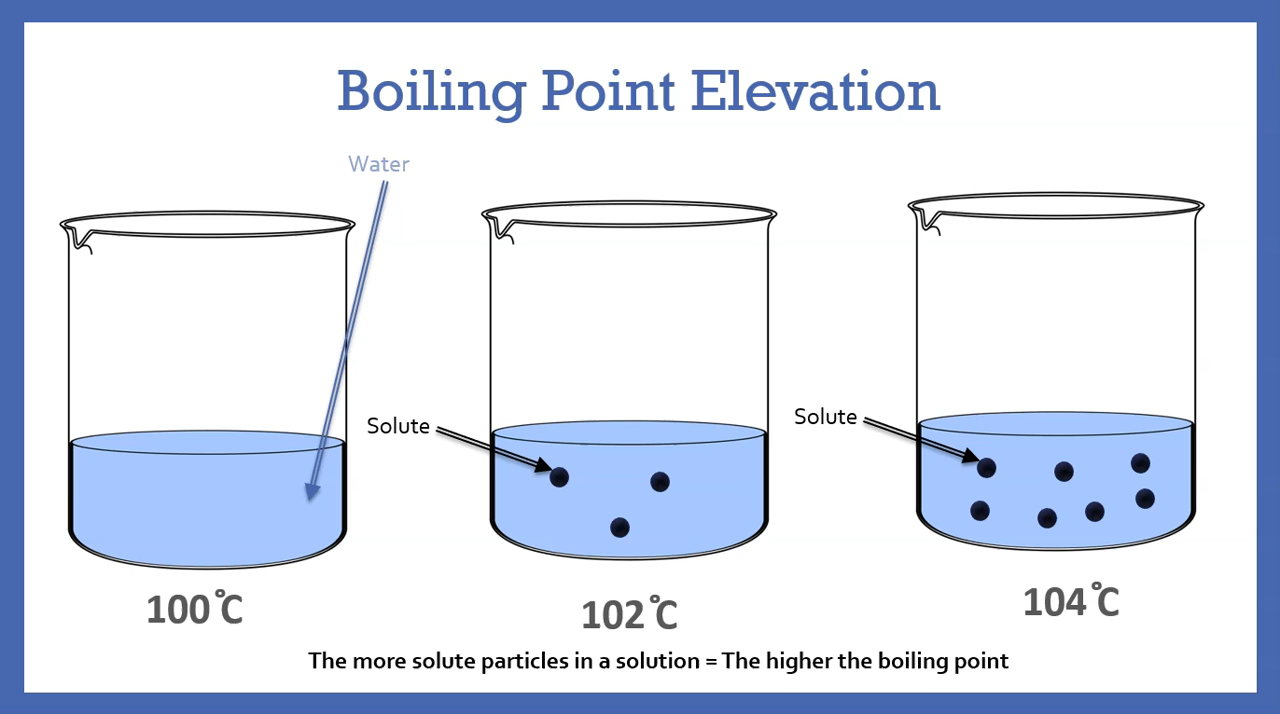 Boiling Point Elevation
Water
Solute
Solute
100°C
102°C
104°C
The more solute particles in a solution = The higher the boiling point